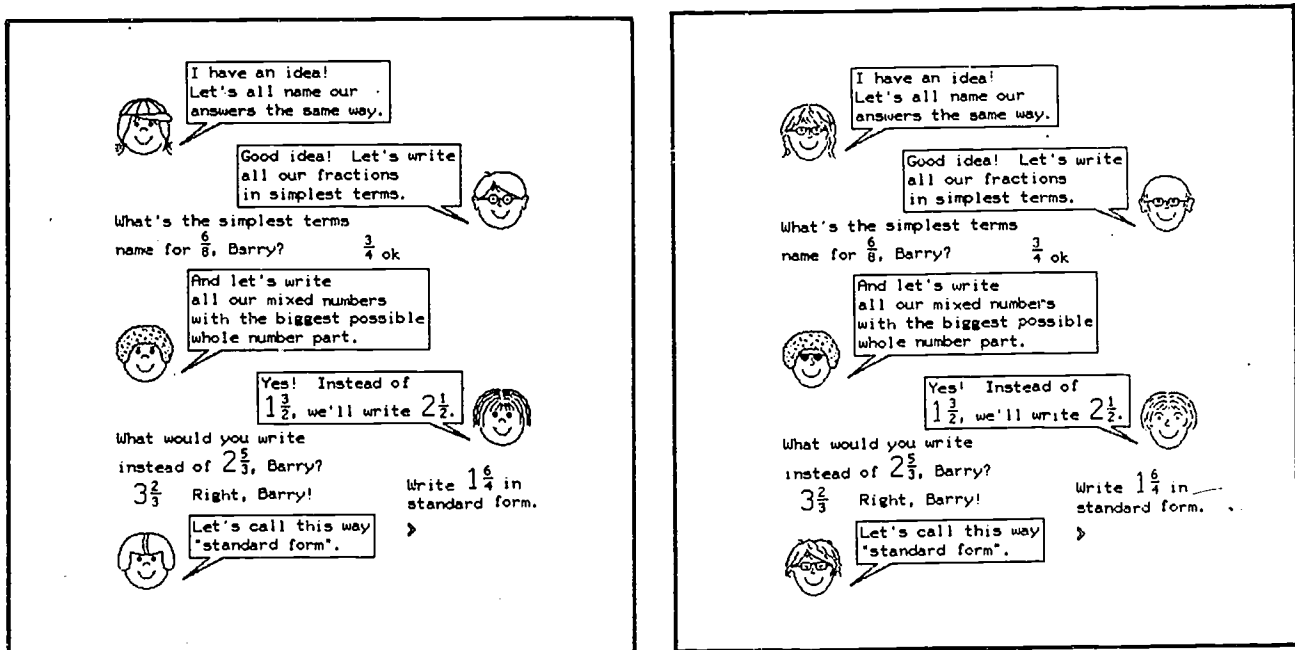 I have an idea!
Let's all name our
answers the same way.
Good idea! Let's write
all our fractions
in simplest terms.
What's the simplest terms
name for 6/8, Barry? 3/4 ok
And let's write
all our mixed numbers
with the biggest possible
whole number part.
Yes! Instead of
1 3/2, we'll write 2 1/2.
What would you write
instead of 2 5/3, Barry?
3 2/3 Right, Barry!
Write 1 6/4 in
standard form.
>
Let's call this way
"standard form".
I have an idea!
Let's all name our
answers the same way.
Good idea! Let's write
all our fractions
in simplest terms.
What's the simplest terms
name for 6/8, Barry? 3/4 ok
And let's write
all our mixed numbers
with the biggest possible
whole number part.
Yes! Instead of
1 3/2, we'll write 2 1/2.
What would you write
instead of 2 5/3, Barry?
3 2/3 Right, Barry!
Write 1 6/4 in
standard form.
>
Let's call this way
"standard form".